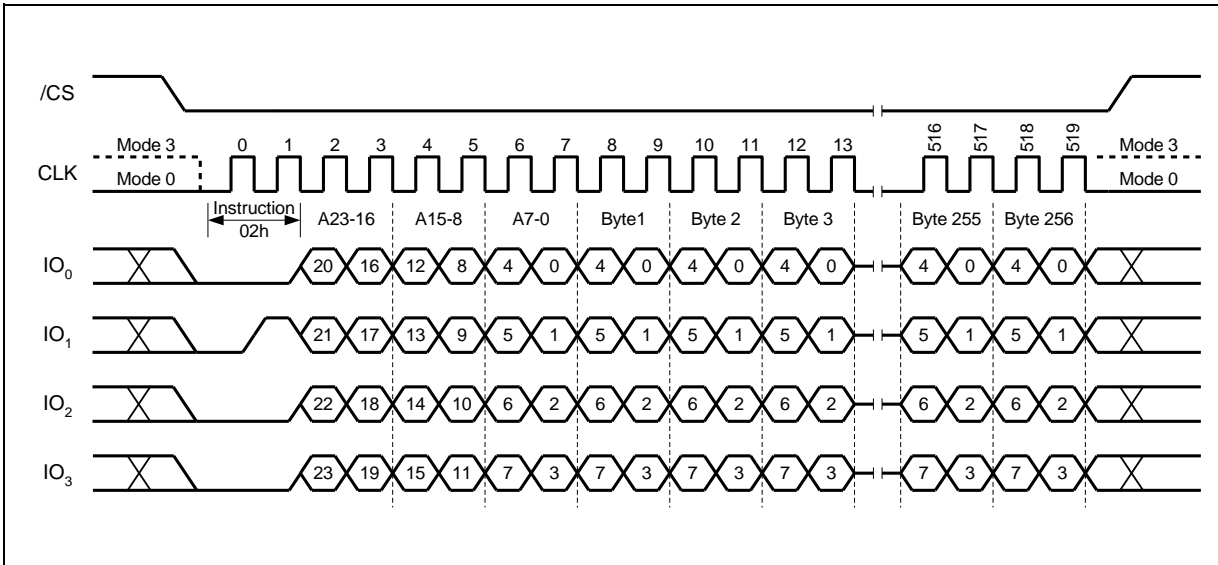 /CS
Mode 3 0 1 2 3 4 5 6 7 8 9 10 11 12 13 516 517 518 519 Mode 3
CLK
Mode 0 Mode 0
Instruction
02h
A23-16 A15-8 A7-0 Byte1 Byte 2 Byte 3 Byte 255 Byte 256
IO0 20 16 12 8 4 0 4 0 4 0 4 0 4 0 4 0
IO1 21 17 13 9 5 1 5 1 5 1 5 1 5 1 5 1
IO2 22 18 14 10 6 2 6 2 6 2 6 2 6 2 6 2
IO3 23 19 15 11 7 3 7 3 7 3 7 3 7 3 7 3